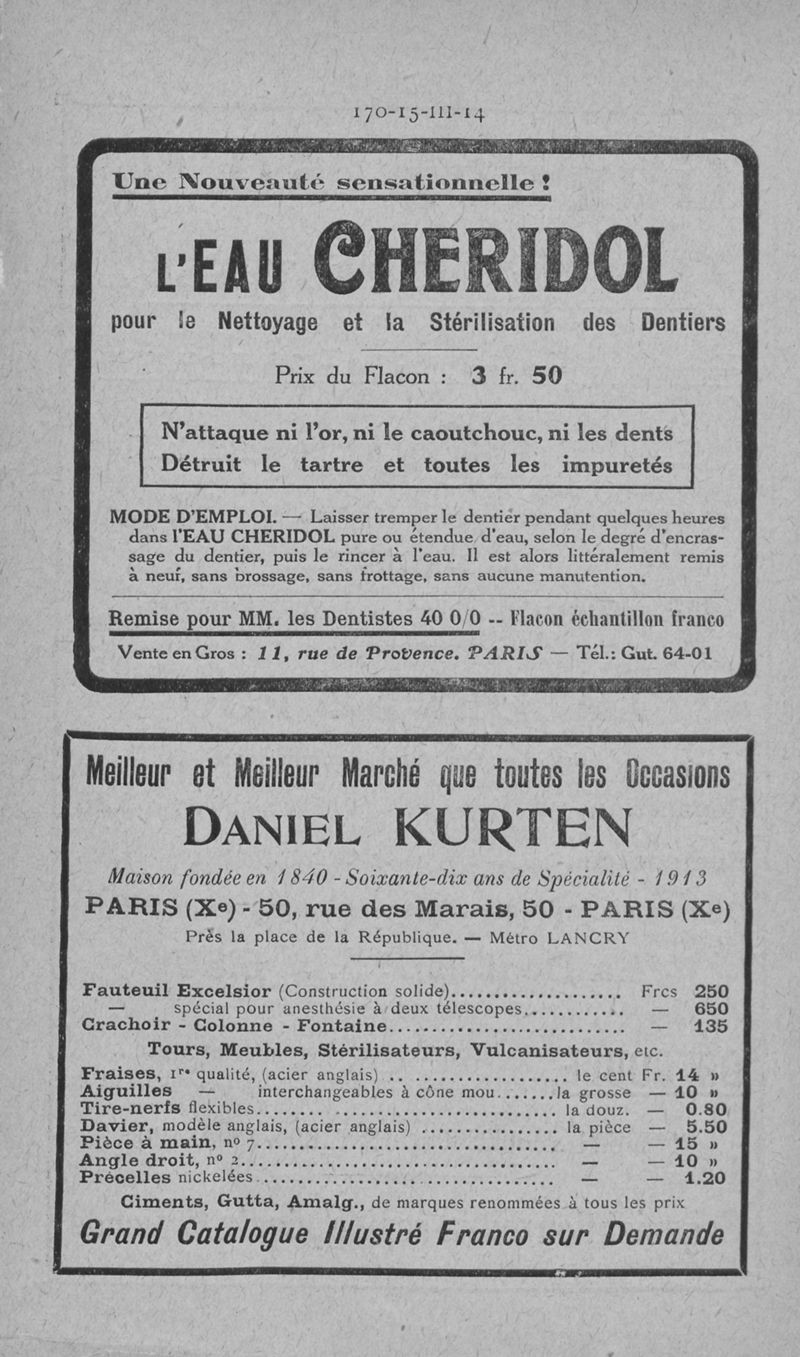 170-15-III-14
Une Nouveauté sensationnelle !
L'EAU CHERIDOL
pour le Nettoyage et la Stérilisation des Dentiers
Prix du Flacon : 3 fr. 50
N'attaque ni l'or, ni le caoutchouc, ni les dents
Détruit le tartre et toutes les impuretés
MODE D'EMPLOI. — Laisser tremper le dentier pendant quelques heures
dans l'EAU CHERIDOL pure ou étendue d'eau, selon le degré d'encras-
sage du dentier, puis le rincer à l'eau. Il est alors littéralement remis
à neuf, sans brossage, sans frottage, sans aucune manutention.
Remise pour MM. les Dentistes 40 0/0 -- Flacon échantillon franco
Vente en Gros : 11, rue de Provence. PARIS — Tél.: Gut. 64-01
Meilleur et Meilleur Marché que toutes les Occasions
DANIEL KURTEN
Maison fondée en 1840 - Soixante-dix ans de Spécialité - 1913
PARIS (Xe) - 50, rue des Marais, 50 - PARIS (Xe)
Près la place de la République. — Métro LANCRY
Fauteuil Excelsior (Construction solide).................... Frcs 250
— spécial pour anesthésie à deux télescopes............ — 650
Crachoir - Colonne - Fontaine............................ — 135
Tours, Meubles, Stérilisateurs, Vulcanisateurs, etc.
Fraises, 1re qualité, (acier anglais) .. .................. le cent Fr. 14 »
Aiguilles — interchangeables à cône mou.......la grosse — 10 »
Tire-nerfs flexibles........ .......................... la douz. — 0.80
Davier, modèle anglais, (acier anglais) ................ la pièce — 5.50
Pièce à main, no 7.................................... — — 15 »
Angle droit, no 2...................................... — — 10 »
Précelles nickelées.................................... — — 1.20
Ciments, Gutta, Amalg., de marques renommées à tous les prix
Grand Catalogue Illustré Franco sur Demande